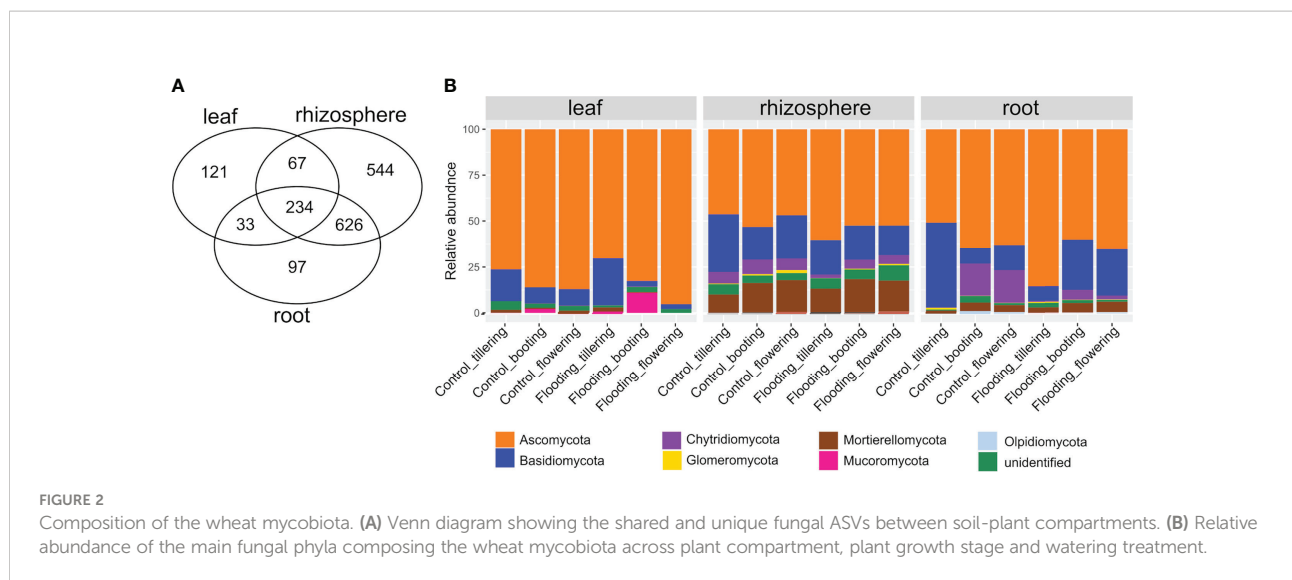 A
leaf
rhizosphere
121
67
544
234
33
626
97
root
B
leaf
rhizosphere
root
Relative abundnce
100
75
50
25
0
Control_tillering
Control_booting
Control_flowering
Flooding_tillering
Flooding_booting
Flooding_flowering
Control_tillering
Control_booting
Control_flowering
Flooding_tillering
Flooding_booting
Flooding_flowering
Control_tillering
Control_booting
Control_flowering
Flooding_tillering
Flooding_booting
Flooding_flowering
Ascomycota
Chytridiomycota
Mortierellomycota
Olpidiomycota
Basidiomycota
Glomeromycota
Mucoromycota
unidentified
FIGURE 2
Composition of the wheat mycobiota. (A) Venn diagram showing the shared and unique fungal ASVs between soil-plant compartments. (B) Relative
abundance of the main fungal phyla composing the wheat mycobiota across plant compartment, plant growth stage and watering treatment.